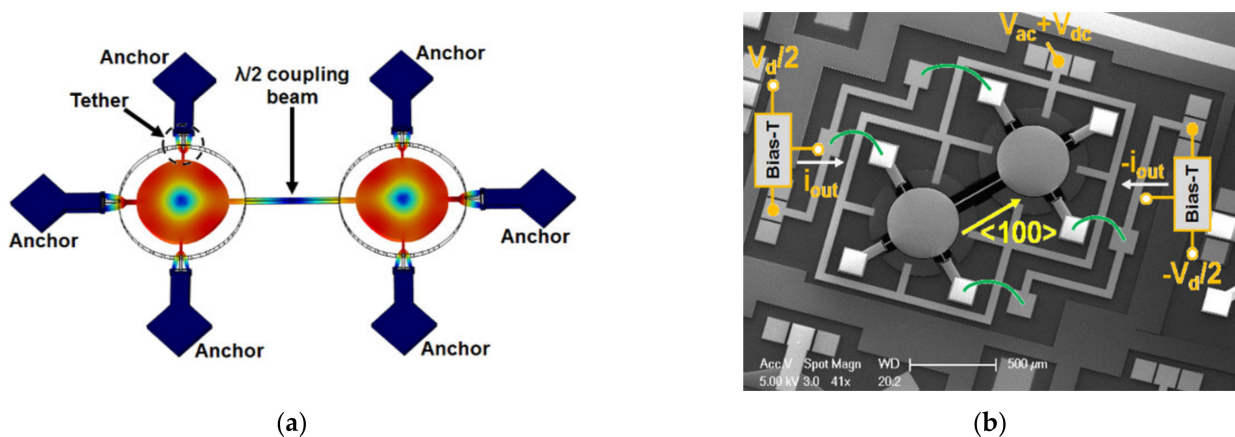 Anchor
Tether
λ/2 coupling
beam
Anchor
Anchor
Anchor
Anchor
Anchor
(a)
Vac+Vdc
Vd/2
Bias-T
iout
-iout
Bias-T
<100>
-Vd/2
Acc.V Spot Magn WD
500 μm
5.00 kV 3.0 41x 20.2
(b)